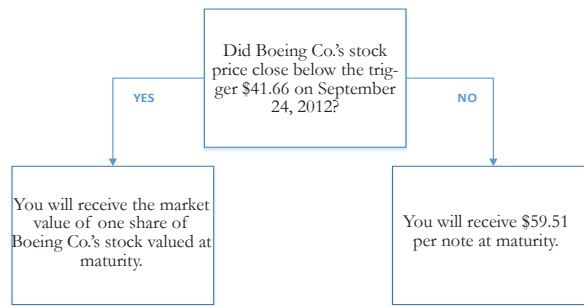 Did Boeing Co.'s stock
price close below the trig-
ger $41.66 on September
24, 2012?
YES
NO
You will receive the market
value of one share of
Boeing Co.'s stock valued at
maturity.
You will receive $59.51
per note at maturity.